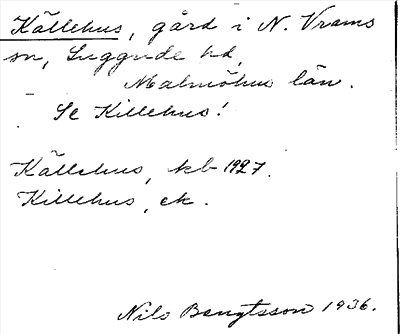 Källehus, gård i N. Vrams
sn, Luggude hd,
Malmöhus län.
Se Killehus!
Källehus, kb 1927.
Killehus, ek.
Nils Bengtsson 1936.